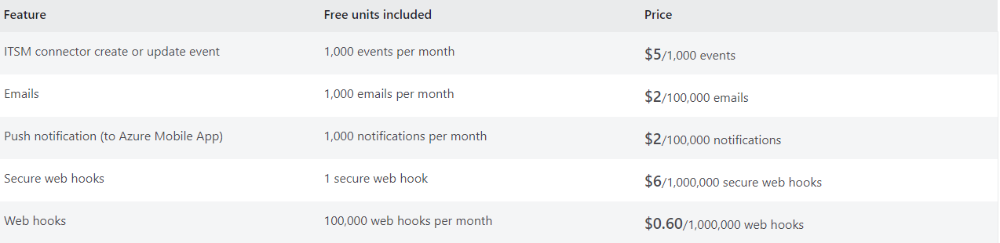 Feature Free units included Price
ITSM connector create or update event 1,000 events per month $5/1,000 events
Emails 1,000 emails per month $2/100,000 emails
Push notification (to Azure Mobile App) 1,000 notifications per month $2/100,000 notifications
Secure web hooks 1 secure web hook $6/1,000,000 secure web hooks
Web hooks 100,000 web hooks per month $0.60/1,000,000 web hooks